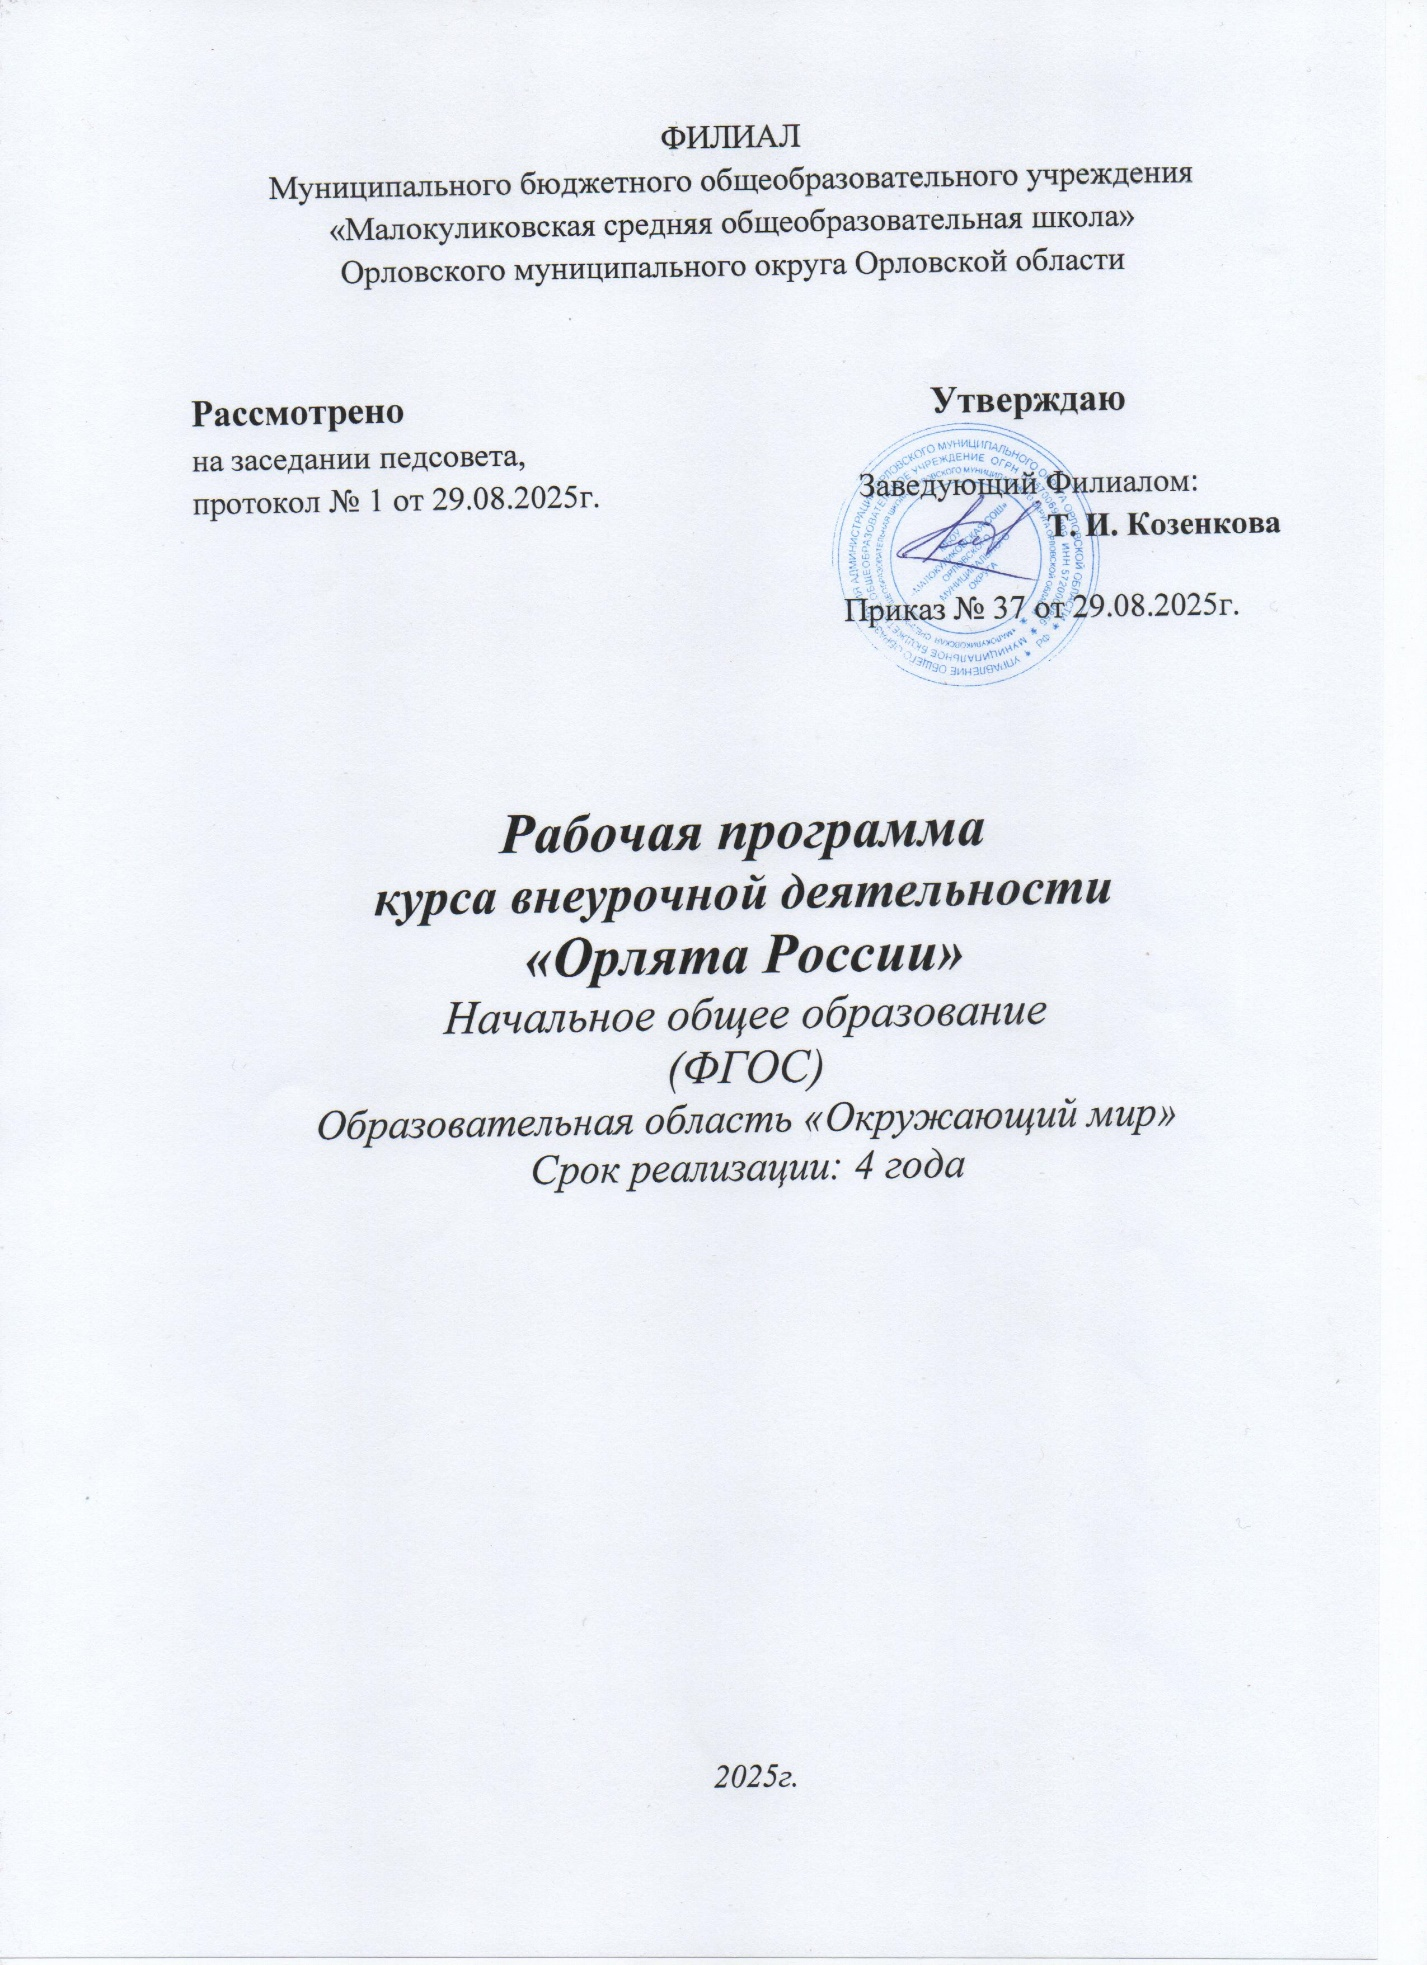 ФИЛИАЛ
Муниципального бюджетного общеобразовательного учреждения
«Малокуликовская средняя общеобразовательная школа»
Орловского муниципального округа Орловской области
Рассмотрено
на заседании педсовета,
протокол № 1 от 29.08.2025г.
Утверждаю
Заведующий Филиалом:
Т. И. Козенкова
Приказ № 37 от 29.08.2025г.
Рабочая программа
курса внеурочной деятельности
«Орлята России»
Начальное общее образование
(ФГОС)
Образовательная область «Окружающий мир»
Срок реализации: 4 года
2025г.